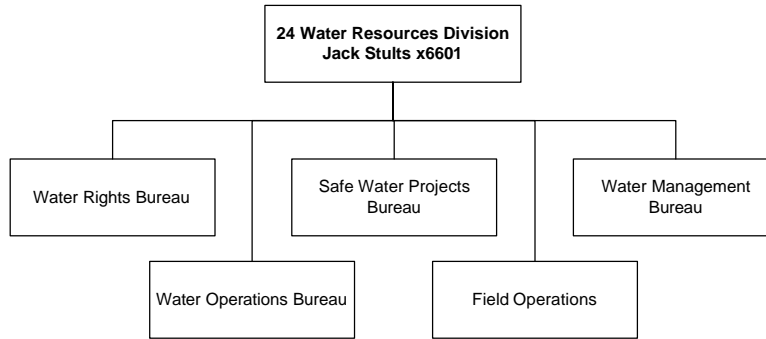 24 Water Resources Division
Jack Stults x6601
Water Rights Bureau
Safe Water Projects
Bureau
Water Management
Bureau
Water Operations Bureau
Field Operations